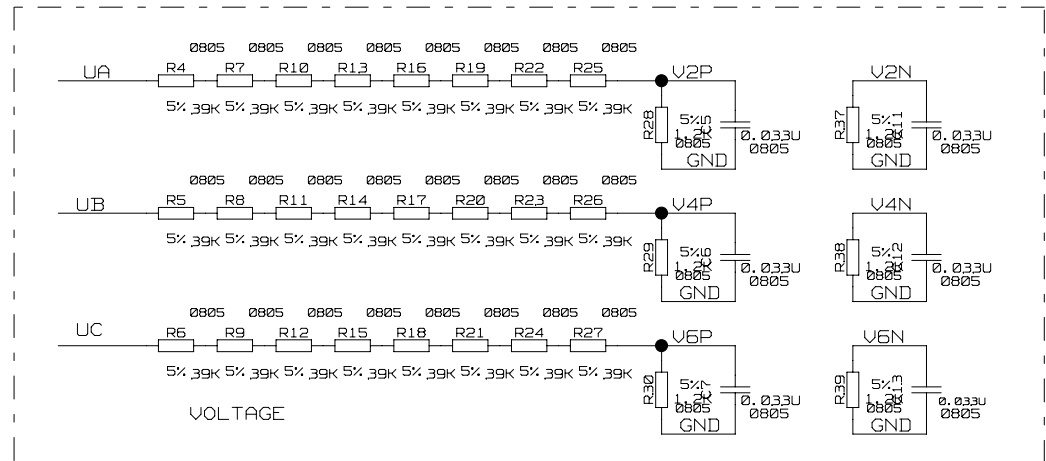 0805 0805 0805 0805 0805 0805 0805 0805
UA R4 R7 R10 R13 R16 R19 R22 R25 V2P V2N
5% 39K 5% 39K 5% 39K 5% 39K 5% 39K 5% 39K 5% 39K 5% 39K
R28 5% 1.2K 0805 C5 0.033U 0805 GND
R37 5% 1.2K 0805 C11 0.033U 0805 GND
0805 0805 0805 0805 0805 0805 0805 0805
UB R5 R8 R11 R14 R17 R20 R23 R26 V4P V4N
5% 39K 5% 39K 5% 39K 5% 39K 5% 39K 5% 39K 5% 39K 5% 39K
R29 5% 1.2K 0805 C6 0.033U 0805 GND
R38 5% 1.2K 0805 C12 0.033U 0805 GND
0805 0805 0805 0805 0805 0805 0805 0805
UC R6 R9 R12 R15 R18 R21 R24 R27 V6P V6N
5% 39K 5% 39K 5% 39K 5% 39K 5% 39K 5% 39K 5% 39K 5% 39K
R30 5% 1.2K 0805 C7 0.033U 0805 GND
R39 5% 1.2K 0805 C13 0.033U 0805 GND
VOLTAGE